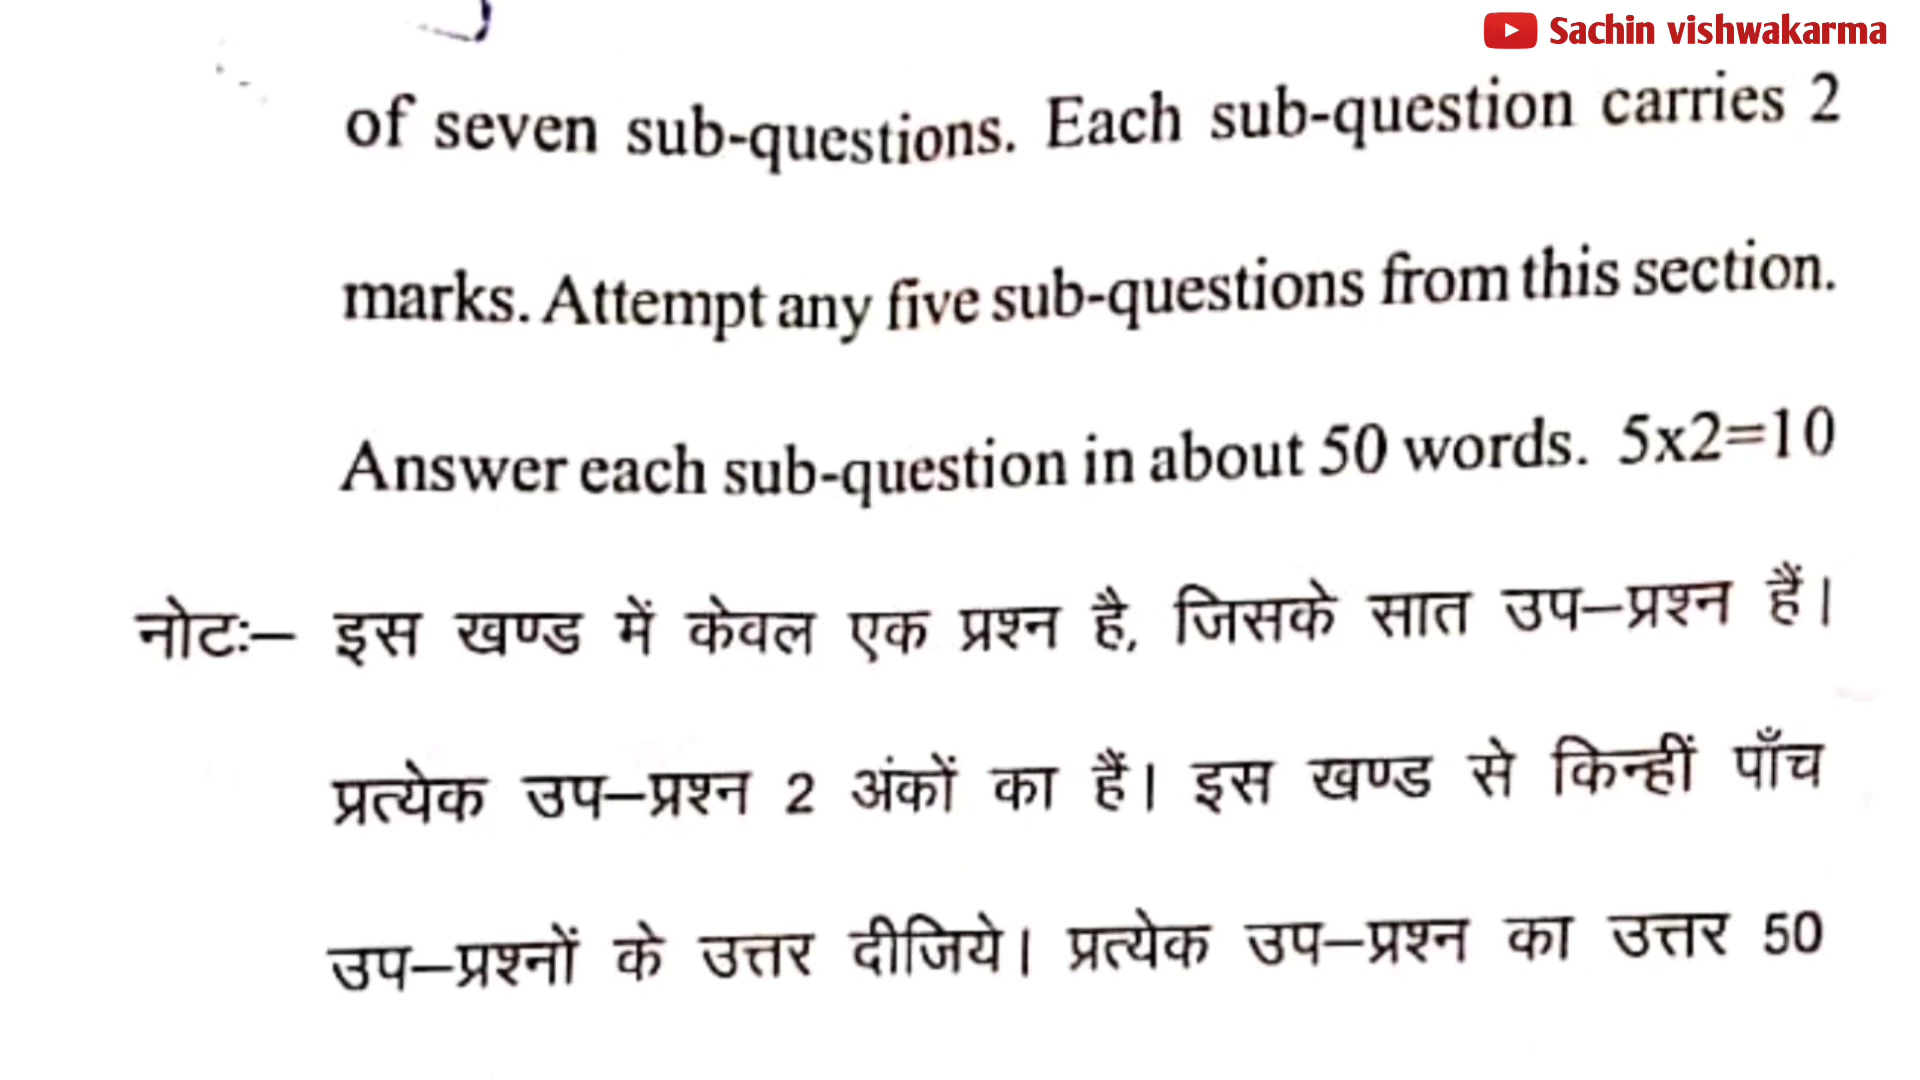 Sachin vishwakarma
of seven sub-questions. Each sub-question carries 2
marks. Attempt any five sub-questions from this section.
Answer each sub-question in about 50 words. 5x2=10
नोटः– इस खण्ड में केवल एक प्रश्न है, जिसके सात उप–प्रश्न हैं।
प्रत्येक उप–प्रश्न 2 अंकों का हैं। इस खण्ड से किन्हीं पाँच
उप–प्रश्नों के उत्तर दीजिये। प्रत्येक उप–प्रश्न का उत्तर 50